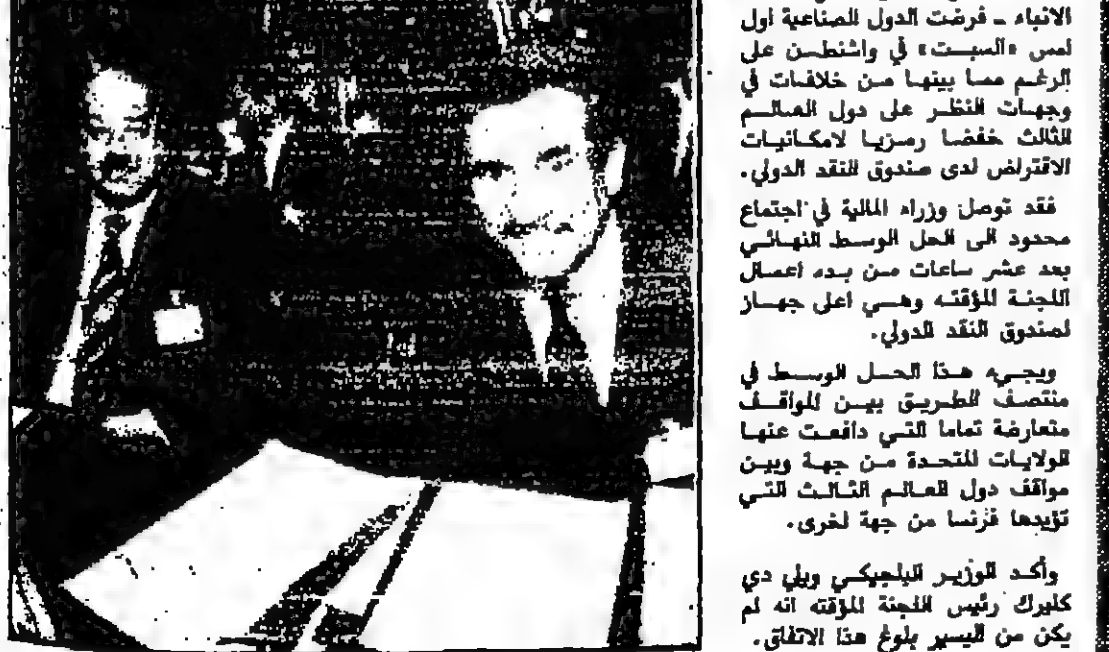 الانباء ـ فرضت الدول الصناعية اول
امس «السبت» في واشنطن على
الرغم مما بينها من خلافات في
وجهات النظر على دول العالم
الثالث خفضا رمزيا لامكانيات
الاقتراض لدى صندوق النقد الدولي.
فقد توصل وزراء المالية في اجتماع
محدود الى الحل الوسط النهائي
بعد عشر ساعات من بدء اعمال
اللجنة المؤقته وهي اعلى جهاز
لصندوق النقد الدولي.
ويجيء هذا الحل الوسط في
منتصف الطريق بين المواقف
متعارضة تماما التي دافعت عنها
الولايات المتحدة من جهة وبين
مواقف دول العالم الثالث التي
تؤيدها فرنسا من جهة اخرى.
وأكد الوزير البلجيكي ويلي دي
كليرك رئيس اللجنة المؤقته انه لم
يكن من اليسير بلوغ هذا الاتفاق.